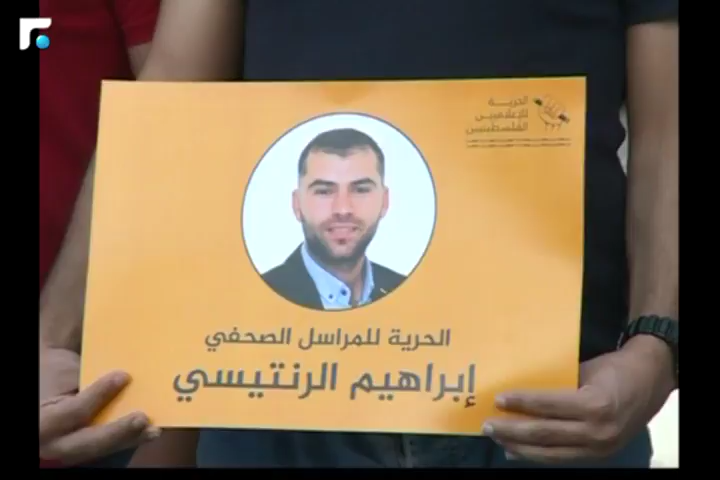 الحرية
للإعلاميين
الفلسطينيين
الحرية للمراسل الصحفي
إبراهيم الرنتيسي